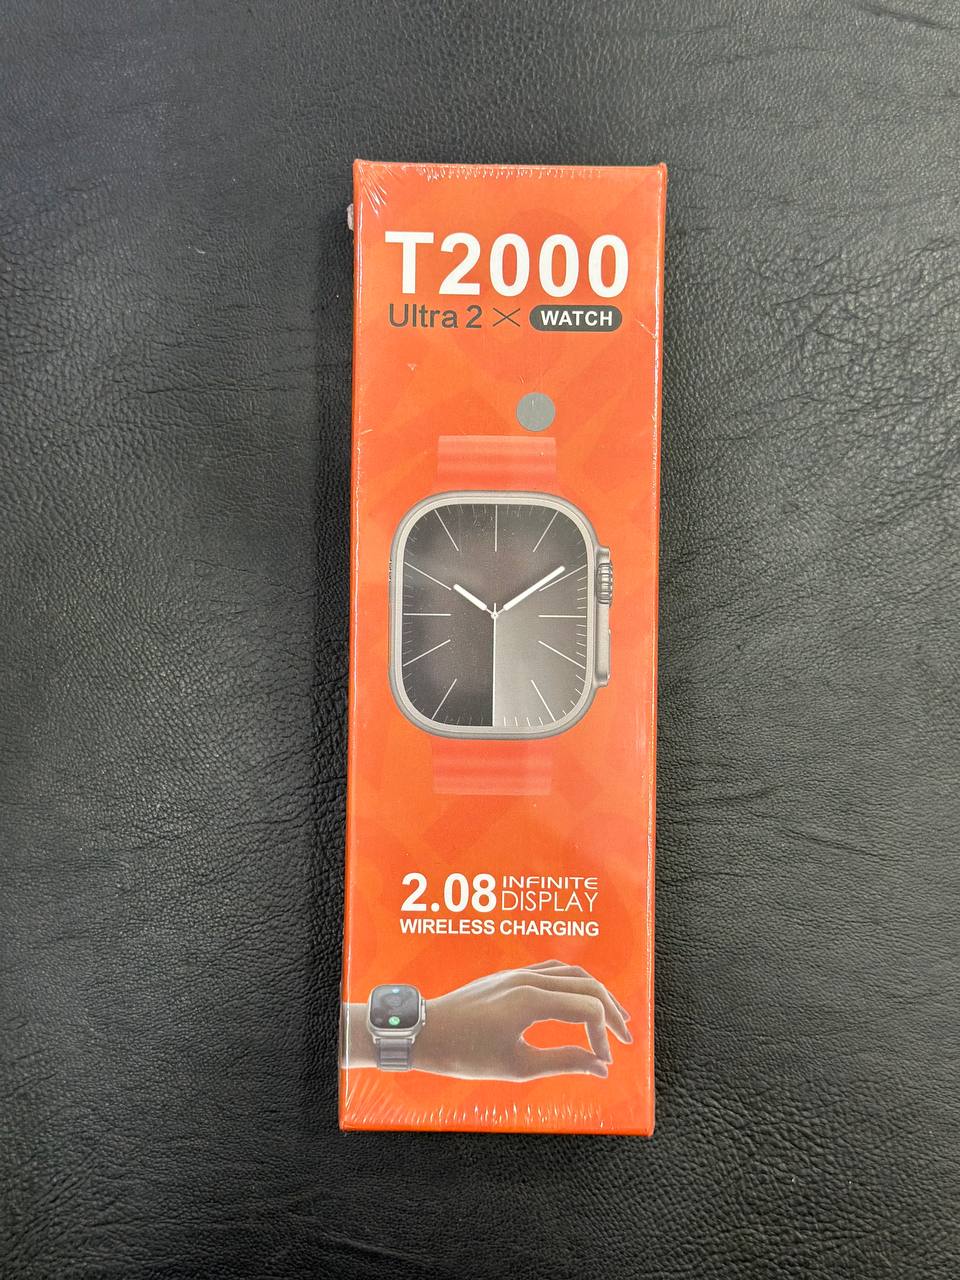 T2000
Ultra 2 × WATCH
2.08 INFINITE DISPLAY
WIRELESS CHARGING